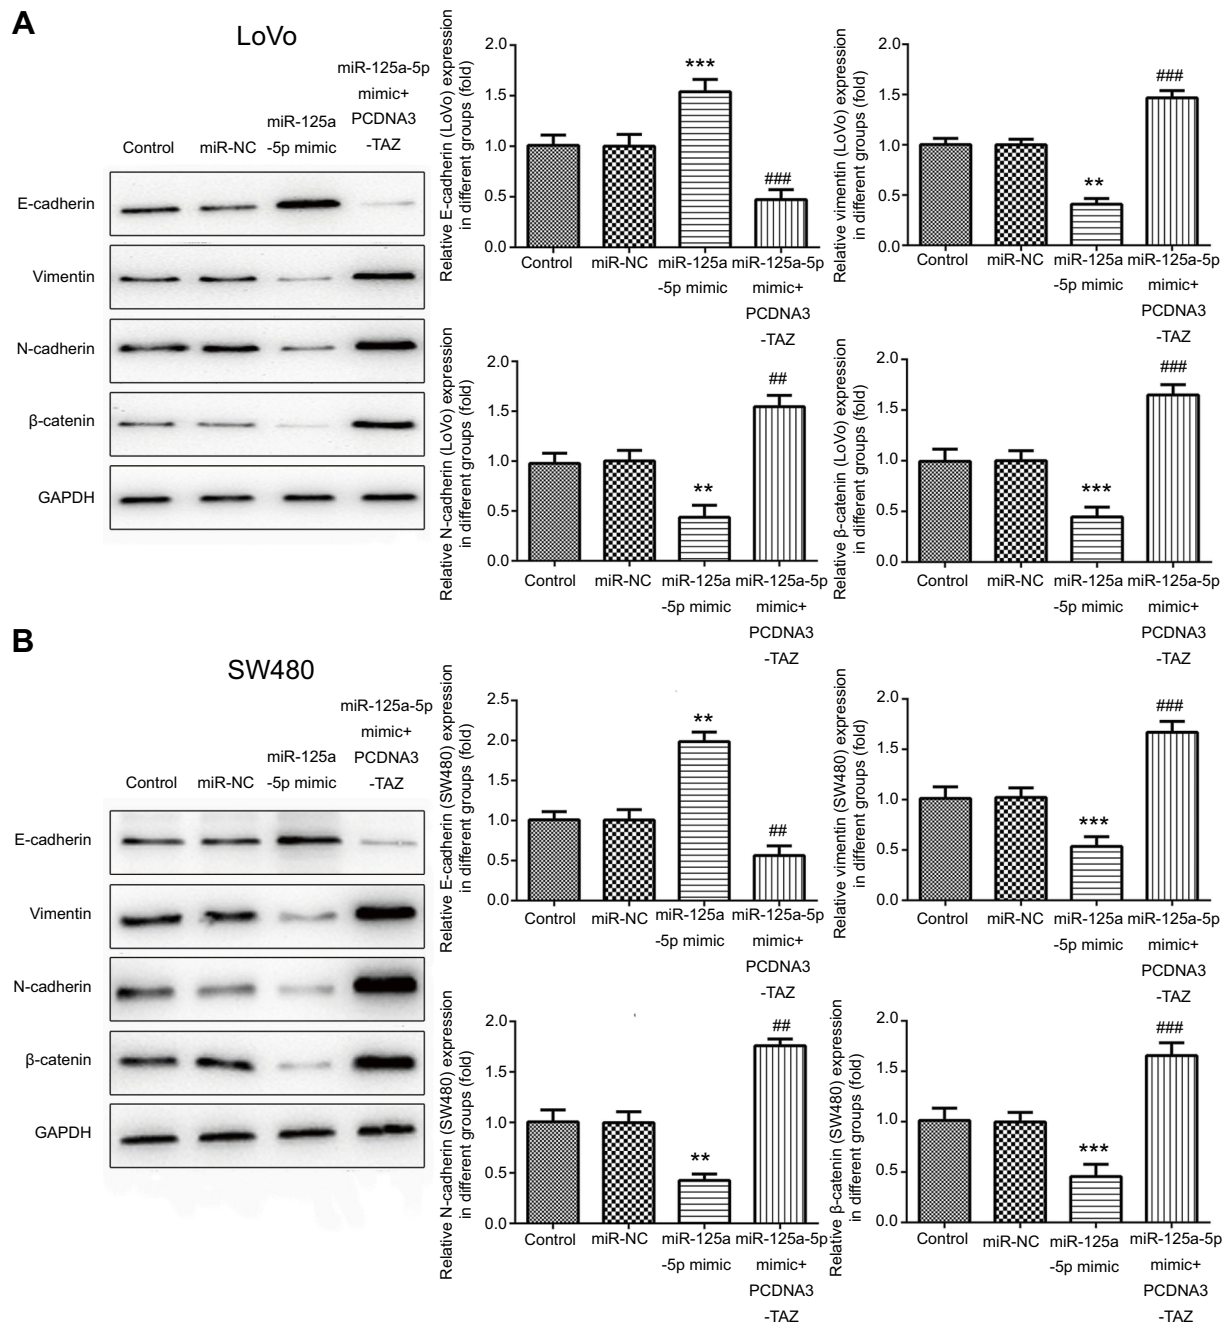 A
LoVo
Control
miR-NC
miR-125a
-5p mimic
miR-125a-5p
mimic+
PCDNA3
-TAZ
E-cadherin
Vimentin
N-cadherin
β-catenin
GAPDH
Relative E-cadherin (LoVo) expression
in different groups (fold)
2.0
1.5
1.0
0.5
0.0
***
###
Control
miR-NC
miR-125a
-5p mimic
miR-125a-5p
mimic+
PCDNA3
-TAZ
Relative vimentin (LoVo) expression
in different groups (fold)
2.0
1.5
1.0
0.5
0.0
**
###
Control
miR-NC
miR-125a
-5p mimic
miR-125a-5p
mimic+
PCDNA3
-TAZ
Relative N-cadherin (LoVo) expression
in different groups (fold)
2.0
1.5
1.0
0.5
0.0
**
##
Control
miR-NC
miR-125a
-5p mimic
miR-125a-5p
mimic+
PCDNA3
-TAZ
Relative β-catenin (LoVo) expression
in different groups (fold)
2.0
1.5
1.0
0.5
0.0
***
###
Control
miR-NC
miR-125a
-5p mimic
miR-125a-5p
mimic+
PCDNA3
-TAZ
B
SW480
Control
miR-NC
miR-125a
-5p mimic
miR-125a-5p
mimic+
PCDNA3
-TAZ
E-cadherin
Vimentin
N-cadherin
β-catenin
GAPDH
Relative E-cadherin (SW480) expression
in different groups (fold)
2.5
2.0
1.5
1.0
0.5
0.0
**
##
Control
miR-NC
miR-125a
-5p mimic
miR-125a-5p
mimic+
PCDNA3
-TAZ
Relative vimentin (SW480) expression
in different groups (fold)
2.0
1.5
1.0
0.5
0.0
***
###
Control
miR-NC
miR-125a
-5p mimic
miR-125a-5p
mimic+
PCDNA3
-TAZ
Relative N-cadherin (SW480) expression
in different groups (fold)
2.0
1.5
1.0
0.5
0.0
**
##
Control
miR-NC
miR-125a
-5p mimic
miR-125a-5p
mimic+
PCDNA3
-TAZ
Relative β-catenin (SW480) expression
in different groups (fold)
2.0
1.5
1.0
0.5
0.0
***
###
Control
miR-NC
miR-125a
-5p mimic
miR-125a-5p
mimic+
PCDNA3
-TAZ